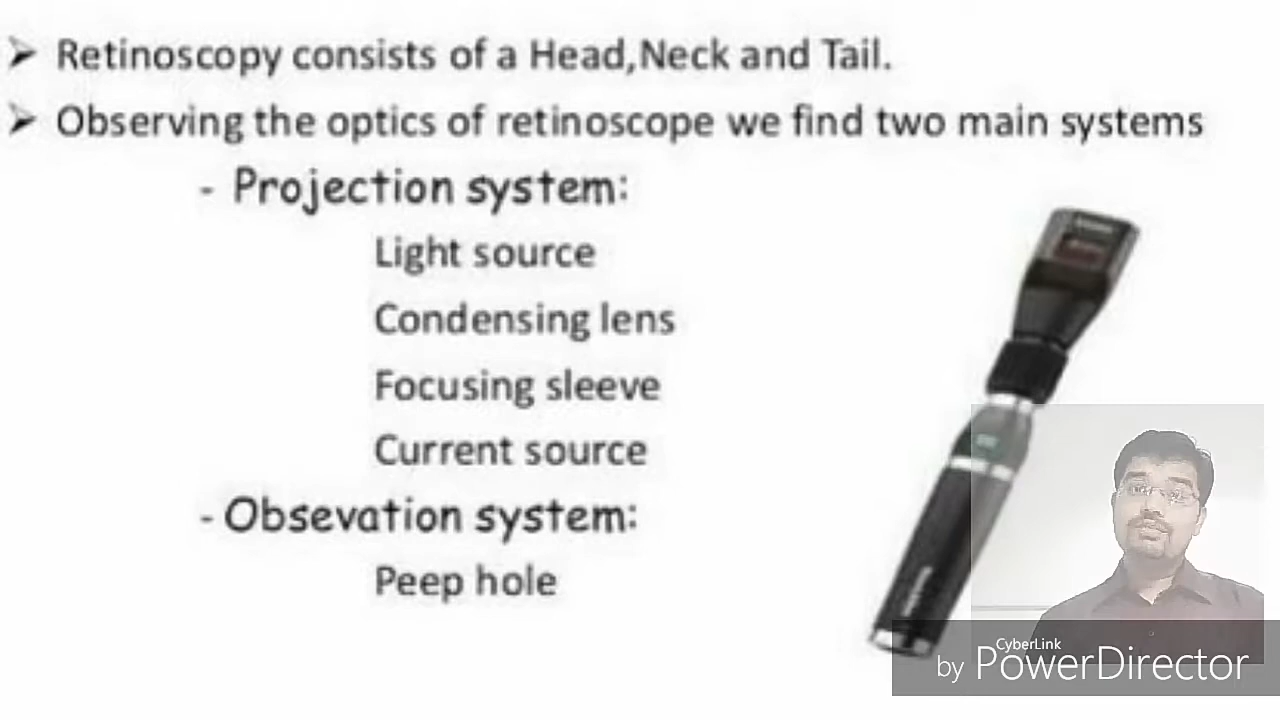 ➢ Retinoscopy consists of a Head,Neck and Tail.
➢ Observing the optics of retinoscope we find two main systems
- Projection system:
Light source
Condensing lens
Focusing sleeve
Current source
- Obsevation system:
Peep hole
CyberLink
by PowerDirector